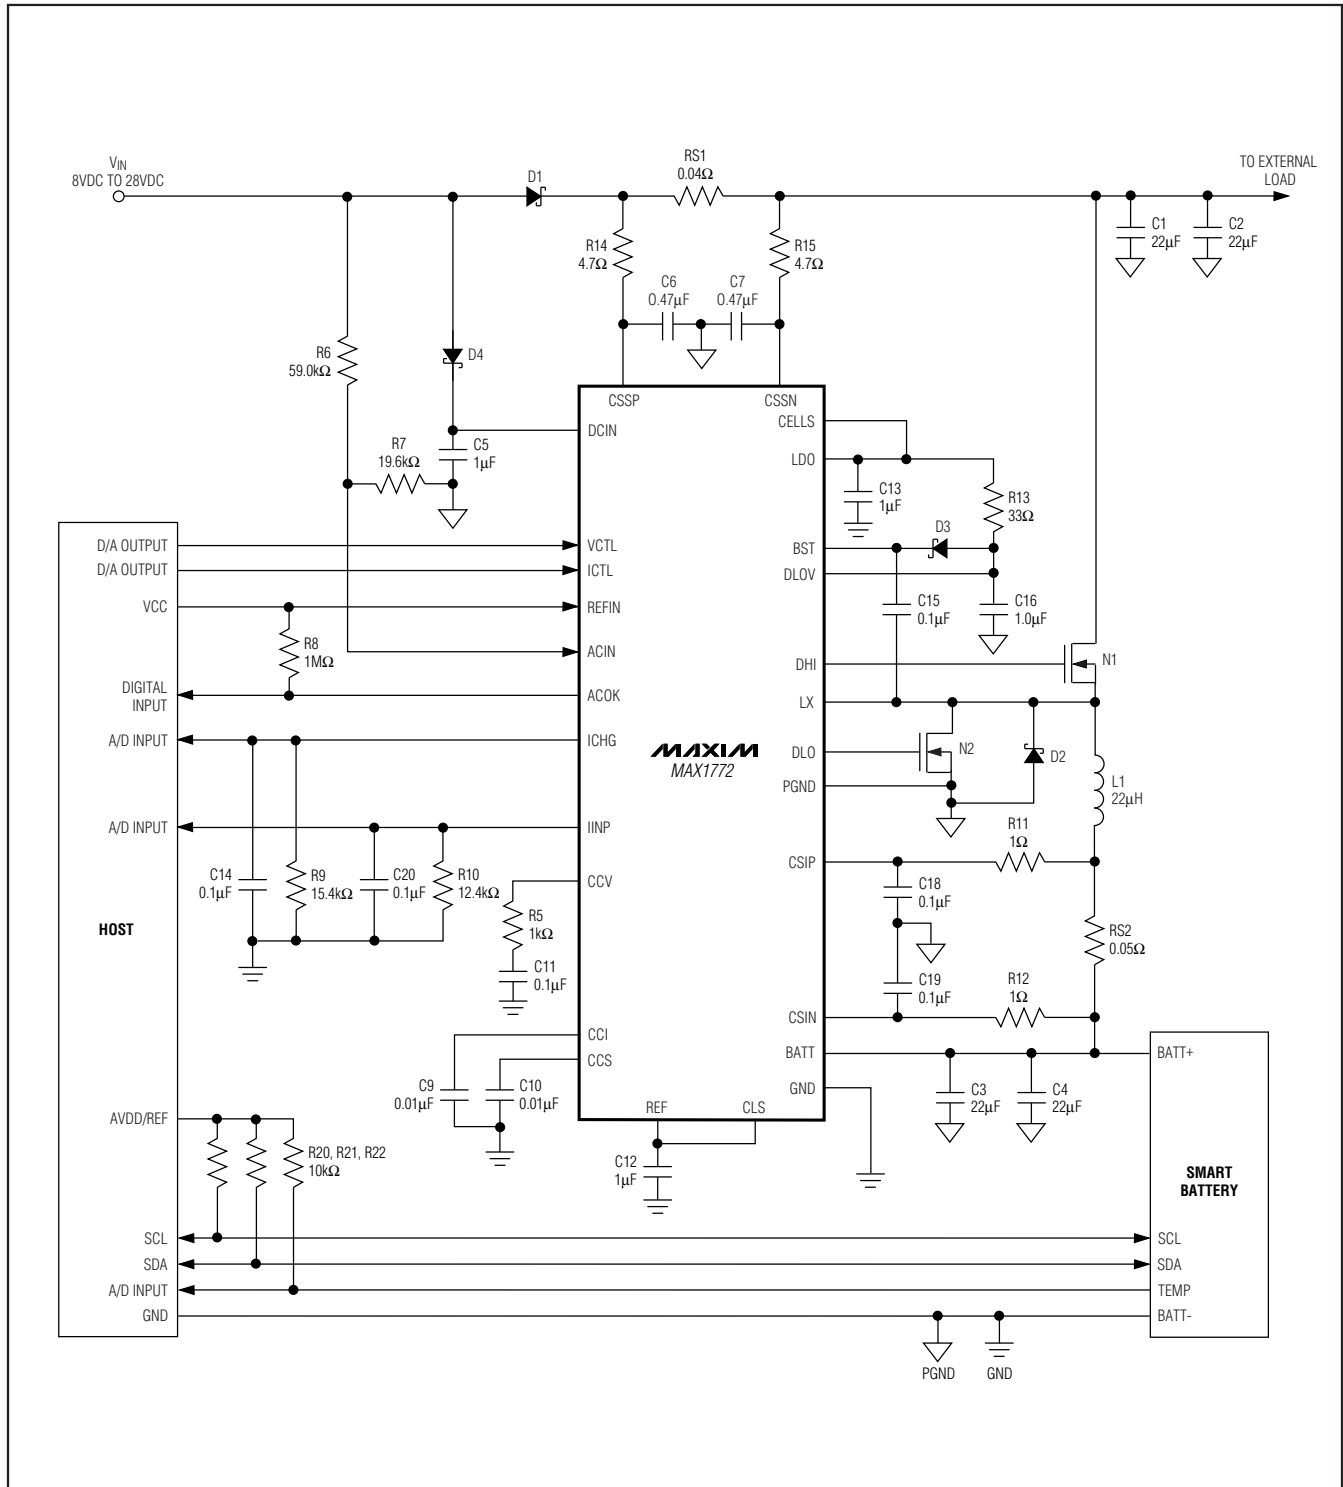 VIN
8VDC TO 28VDC
D1
RS1
0.04Ω
TO EXTERNAL
LOAD
R14
4.7Ω
R15
4.7Ω
C1
22µF
C2
22µF
C6
0.47µF
C7
0.47µF
R6
59.0kΩ
D4
CSSP
CSSN
CELLS
DCIN
C5
1µF
R7
19.6kΩ
LDO
C13
1µF
R13
33Ω
D3
D/A OUTPUT
VCTL
BST
D/A OUTPUT
ICTL
DLOV
VCC
REFIN
C15
0.1µF
C16
1.0µF
R8
1MΩ
ACIN
DHI
N1
DIGITAL
INPUT
ACOK
LX
A/D INPUT
ICHG
MAXIM
MAX1772
DLO
N2
D2
PGND
L1
22µH
A/D INPUT
IINP
R11
1Ω
CSIP
C14
0.1µF
R9
15.4kΩ
C20
0.1µF
R10
12.4kΩ
CCV
C18
0.1µF
HOST
R5
1kΩ
RS2
0.05Ω
C11
0.1µF
C19
0.1µF
R12
1Ω
CSIN
CCI
BATT
BATT+
CCS
C9
0.01µF
C10
0.01µF
GND
C3
22µF
C4
22µF
AVDD/REF
REF
CLS
R20, R21, R22
10kΩ
C12
1µF
SMART
BATTERY
SCL
SCL
SDA
SDA
A/D INPUT
TEMP
GND
BATT-
PGND
GND